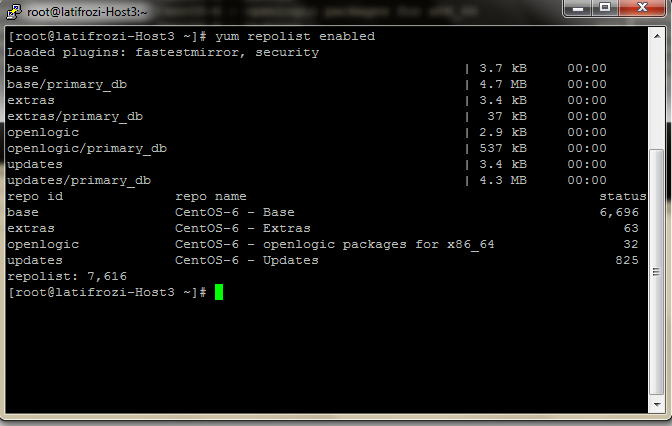 root@latifrozi-Host3:~
[root@latifrozi-Host3 ~]# yum repolist enabled
Loaded plugins: fastestmirror, security
base | 3.7 kB 00:00
base/primary_db | 4.7 MB 00:00
extras | 3.4 kB 00:00
extras/primary_db | 37 kB 00:00
openlogic | 2.9 kB 00:00
openlogic/primary_db | 537 kB 00:00
updates | 3.4 kB 00:00
updates/primary_db | 4.3 MB 00:00
repo id repo name status
base CentOS-6 - Base 6,696
extras CentOS-6 - Extras 63
openlogic CentOS-6 - openlogic packages for x86_64 32
updates CentOS-6 - Updates 825
repolist: 7,616
[root@latifrozi-Host3 ~]#